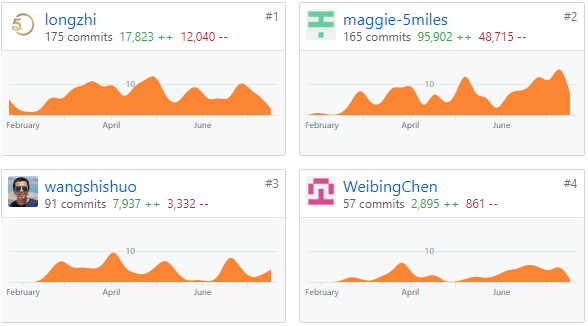 longzhi #1
175 commits 17,823 ++ 12,040 --
10
February April June
maggie-5miles #2
165 commits 95,902 ++ 48,715 --
10
February April June
wangshishuo #3
91 commits 7,937 ++ 3,332 --
10
February April June
WeibingChen #4
57 commits 2,895 ++ 861 --
10
February April June